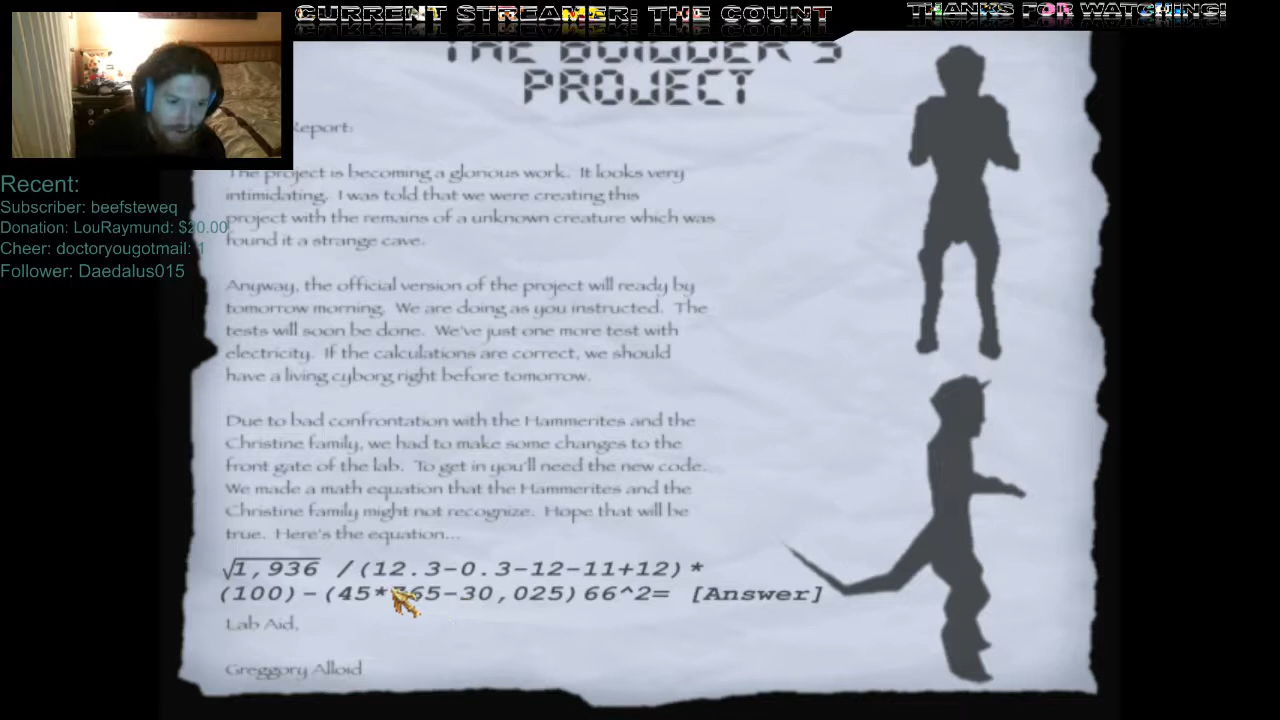 CURRENT STREAMER: THE COUNT
THANKS FOR WATCHING!
THE BUILDER'S
PROJECT
Report:
The project is becoming a glorious work. It looks very
intimidating. I was told that we were creating this
project with the remains of a unknown creature which was
found it a strange cave.
Anyway, the official version of the project will ready by
tomorrow morning. We are doing as you instructed. The
tests will soon be done. We've just one more test with
electricity. If the calculations are correct, we should
have a living cyborg right before tomorrow.
Due to bad confrontation with the Hammerites and the
Christine family, we had to make some changes to the
front gate of the lab. To get in you'll need the new code.
We made a math equation that the Hammerites and the
Christine family might not recognize. Hope that will be
true. Here's the equation...
√1,936 /(12.3-0.3-12-11+12)*
(100)-(45*765-30,025)66^2= [Answer]
Lab Aid,
Greggory Alloid
Recent:
Subscriber: beefsteweq
Donation: LouRaymund: $20.00
Cheer: doctoryougotmail: 1
Follower: Daedalus015